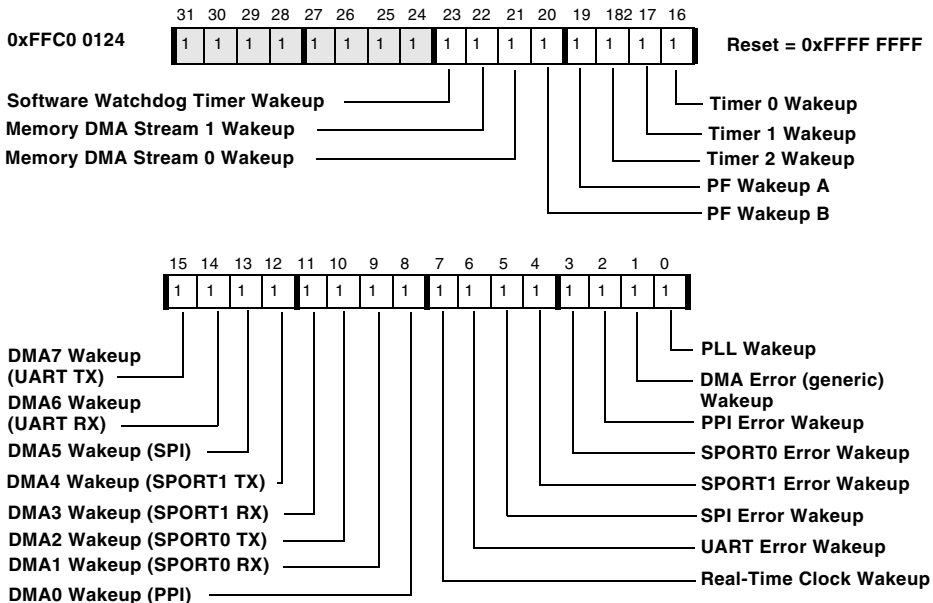 31 30 29 28 27 26 25 24 23 22 21 20 19 182 17 16
0xFFC0 0124
1 1 1 1 1 1 1 1 1 1 1 1 1 1 1 1
Reset = 0xFFFF FFFF
Software Watchdog Timer Wakeup
Memory DMA Stream 1 Wakeup
Memory DMA Stream 0 Wakeup
Timer 0 Wakeup
Timer 1 Wakeup
Timer 2 Wakeup
PF Wakeup A
PF Wakeup B
15 14 13 12 11 10 9 8 7 6 5 4 3 2 1 0
1 1 1 1 1 1 1 1 1 1 1 1 1 1 1 1
DMA7 Wakeup
(UART TX)
DMA6 Wakeup
(UART RX)
DMA5 Wakeup (SPI)
DMA4 Wakeup (SPORT1 TX)
DMA3 Wakeup (SPORT1 RX)
DMA2 Wakeup (SPORT0 TX)
DMA1 Wakeup (SPORT0 RX)
DMA0 Wakeup (PPI)
PLL Wakeup
DMA Error (generic)
Wakeup
PPI Error Wakeup
SPORT0 Error Wakeup
SPORT1 Error Wakeup
SPI Error Wakeup
UART Error Wakeup
Real-Time Clock Wakeup